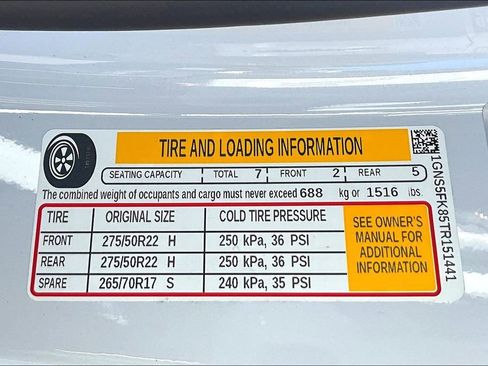 TIRE AND LOADING INFORMATION
SEATING CAPACITY TOTAL 7 FRONT 2 REAR 5
The combined weight of occupants and cargo must never exceed 688 kg or 1516 lbs.
TIRE ORIGINAL SIZE COLD TIRE PRESSURE
FRONT 275/50R22 H 250 kPa, 36 PSI
REAR 275/50R22 H 250 kPa, 36 PSI
SPARE 265/70R17 S 240 kPa, 35 PSI
SEE OWNER'S
MANUAL FOR
ADDITIONAL
INFORMATION
1GNS5FK85TR151441